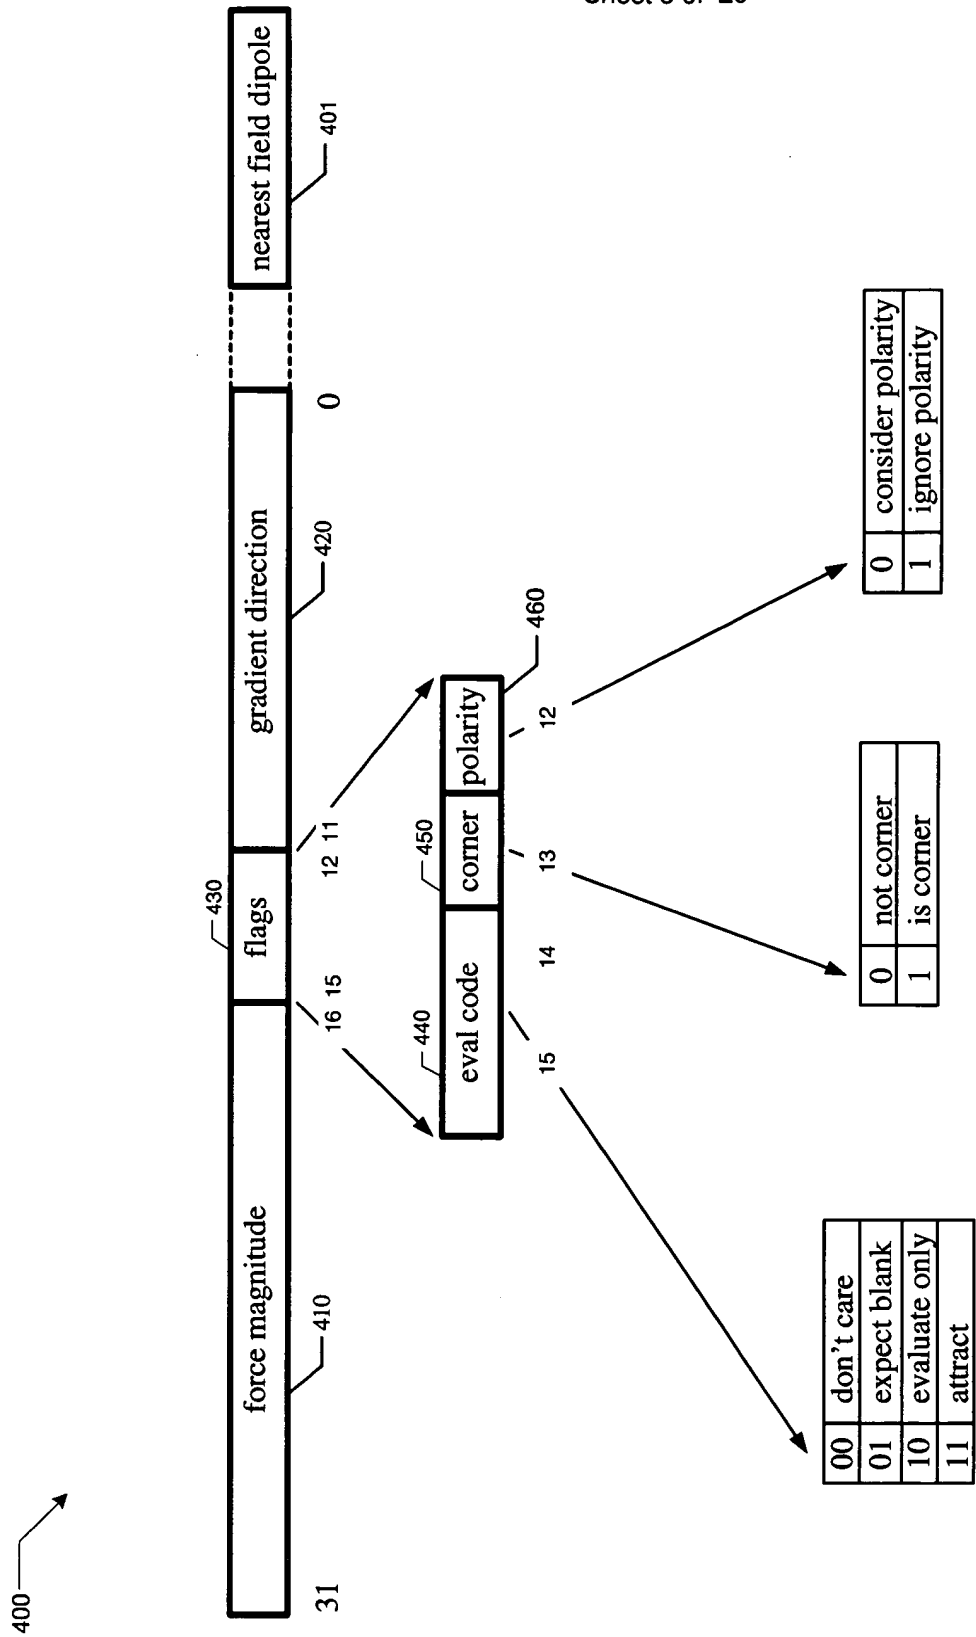 Sheet 5 of 25
400
force magnitude
flags
gradient direction
nearest field dipole
410
430
420
401
31
16 15
12 11
0
eval code
corner
polarity
440
450
460
15
14
13
12
00 don't care
01 expect blank
10 evaluate only
11 attract
0 not corner
1 is corner
0 consider polarity
1 ignore polarity